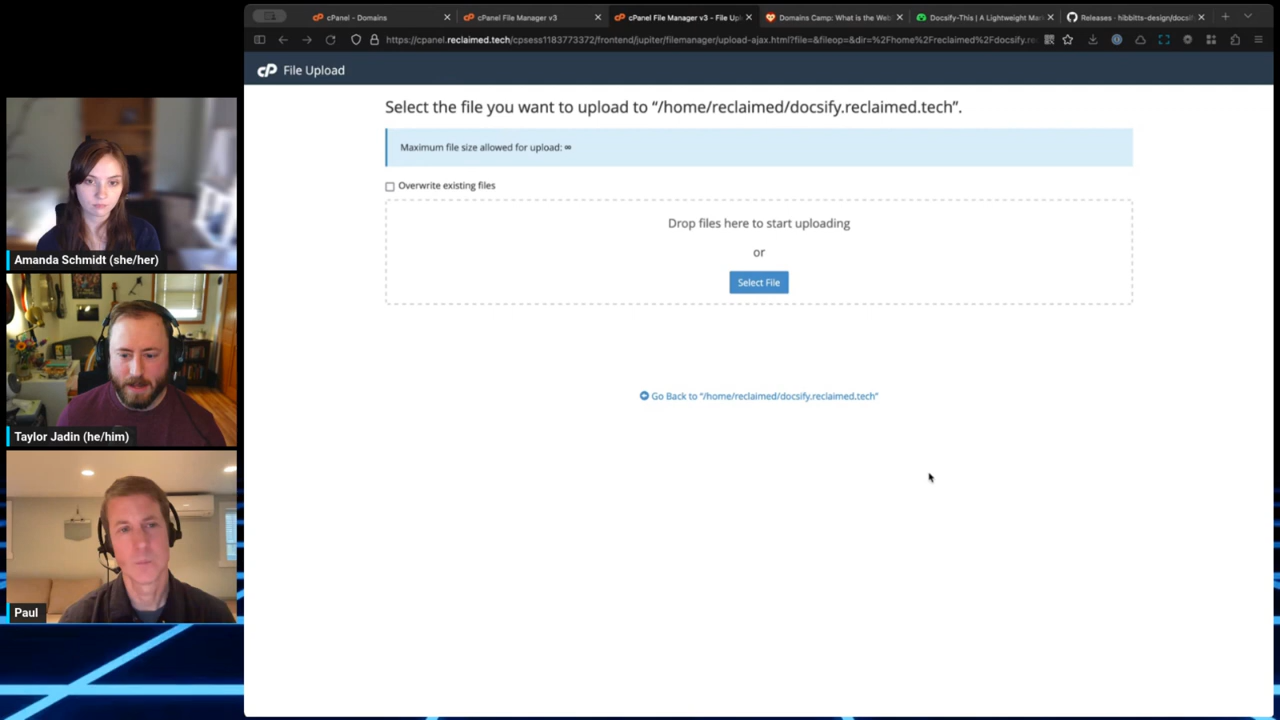 cPanel - Domains
cPanel File Manager v3
cPanel File Manager v3 - File Upl
Domains Camp: What is the Web
Docsify-This | A Lightweight Mar
Releases · hibbitts-design/docsif
https://cpanel.reclaimed.tech/cpsess1183773372/frontend/jupiter/filemanager/upload-ajax.html?file=&fileop=&dir=%2Fhome%2Freclaimed%2Fdocsify.re
cP File Upload
Select the file you want to upload to “/home/reclaimed/docsify.reclaimed.tech”.
Maximum file size allowed for upload: ∞
Overwrite existing files
Drop files here to start uploading
or
Select File
Go Back to “/home/reclaimed/docsify.reclaimed.tech”
Amanda Schmidt (she/her)
Taylor Jadin (he/him)
Paul